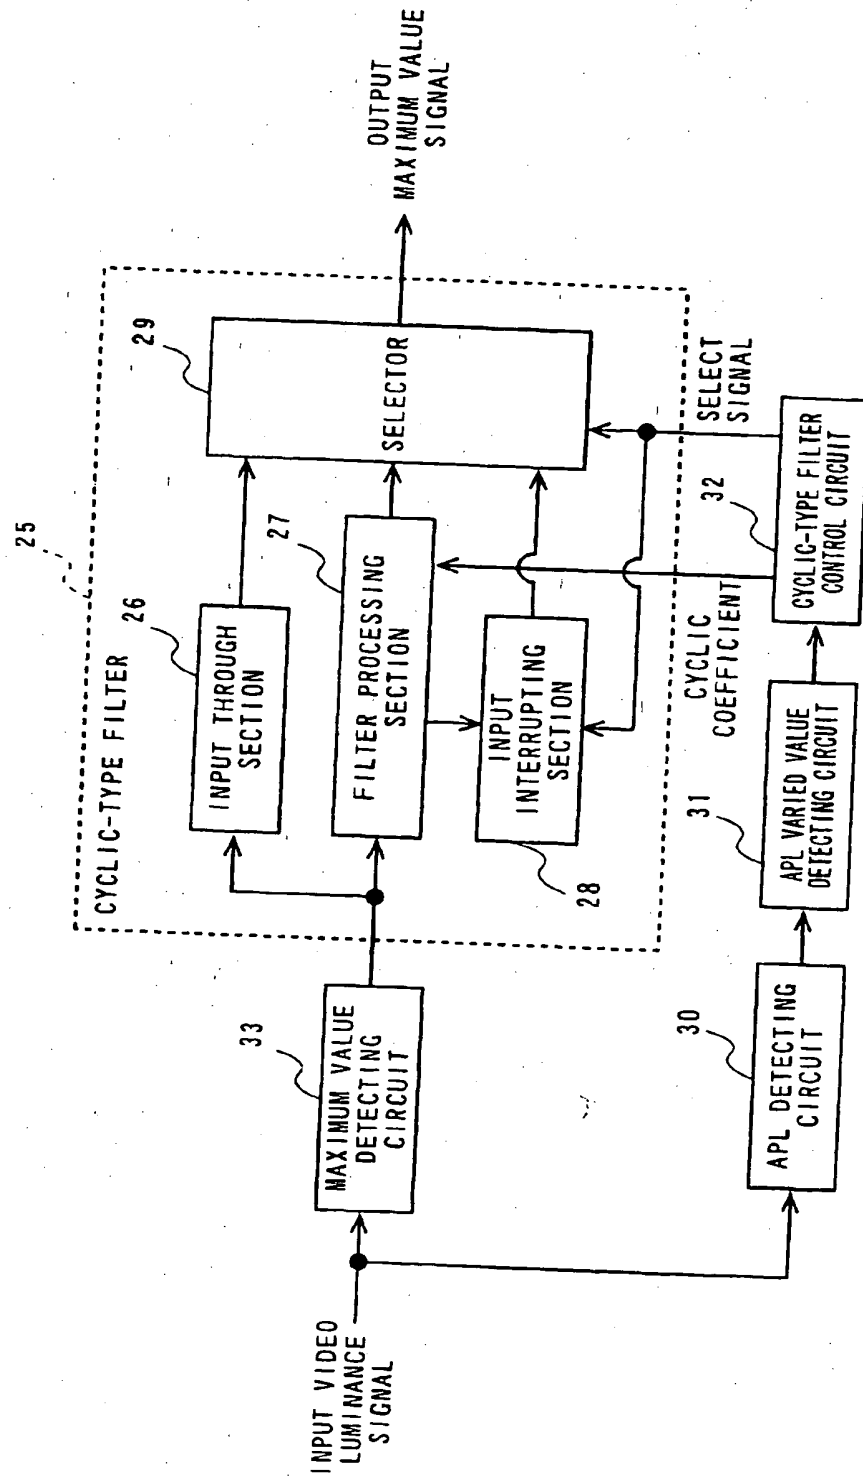 25
CYCLIC-TYPE FILTER
26
INPUT THROUGH
SECTION
27
FILTER PROCESSING
SECTION
INPUT
INTERRUPTING
SECTION
28
29
SELECTOR
OUTPUT
MAXIMUM VALUE
SIGNAL
33
MAXIMUM VALUE
DETECTING
CIRCUIT
INPUT VIDEO
LUMINANCE
SIGNAL
30
APL DETECTING
CIRCUIT
31
APL VARIED VALUE
DETECTING CIRCUIT
32
CYCLIC-TYPE FILTER
CONTROL CIRCUIT
CYCLIC
COEFFICIENT
SELECT
SIGNAL